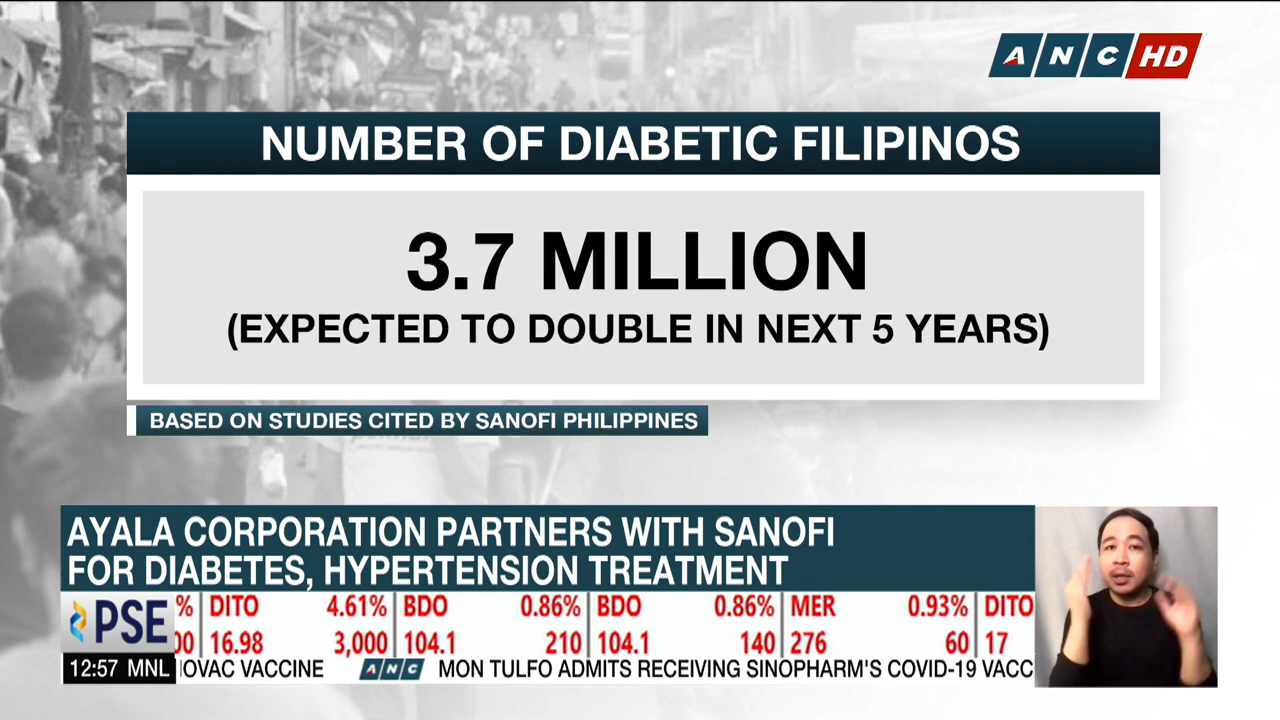 ANC HD
NUMBER OF DIABETIC FILIPINOS
3.7 MILLION
(EXPECTED TO DOUBLE IN NEXT 5 YEARS)
BASED ON STUDIES CITED BY SANOFI PHILIPPINES
AYALA CORPORATION PARTNERS WITH SANOFI
FOR DIABETES, HYPERTENSION TREATMENT
PSE
% DITO 4.61% BDO 0.86% BDO 0.86% MER 0.93% DITO
00 16.98 3,000 104.1 210 104.1 140 276 60 17
12:57 MNL IOVAC VACCINE ANC MON TULFO ADMITS RECEIVING SINOPHARM'S COVID-19 VACC